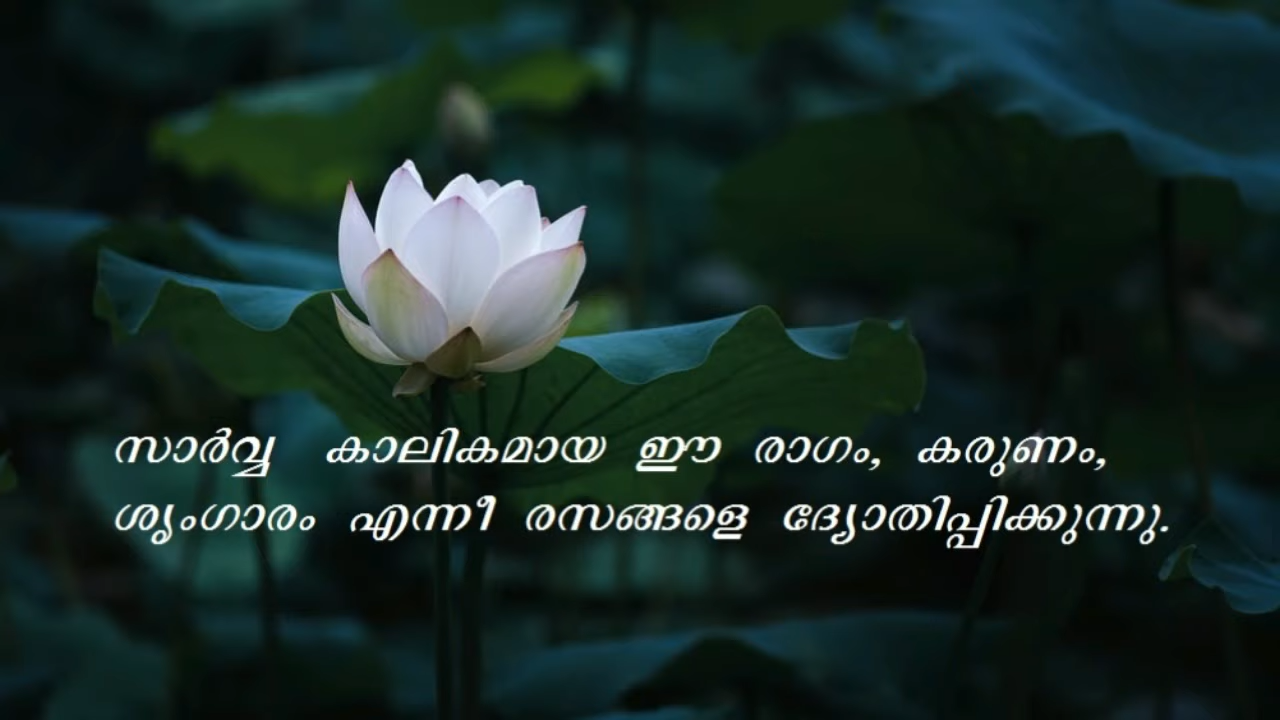 സാർവ്വ കാലികമായ ഈ രാഗം, കരുണം,
ശൃംഗാരം എന്നീ രസങ്ങളെ ദ്യോതിപ്പിക്കുന്നു.